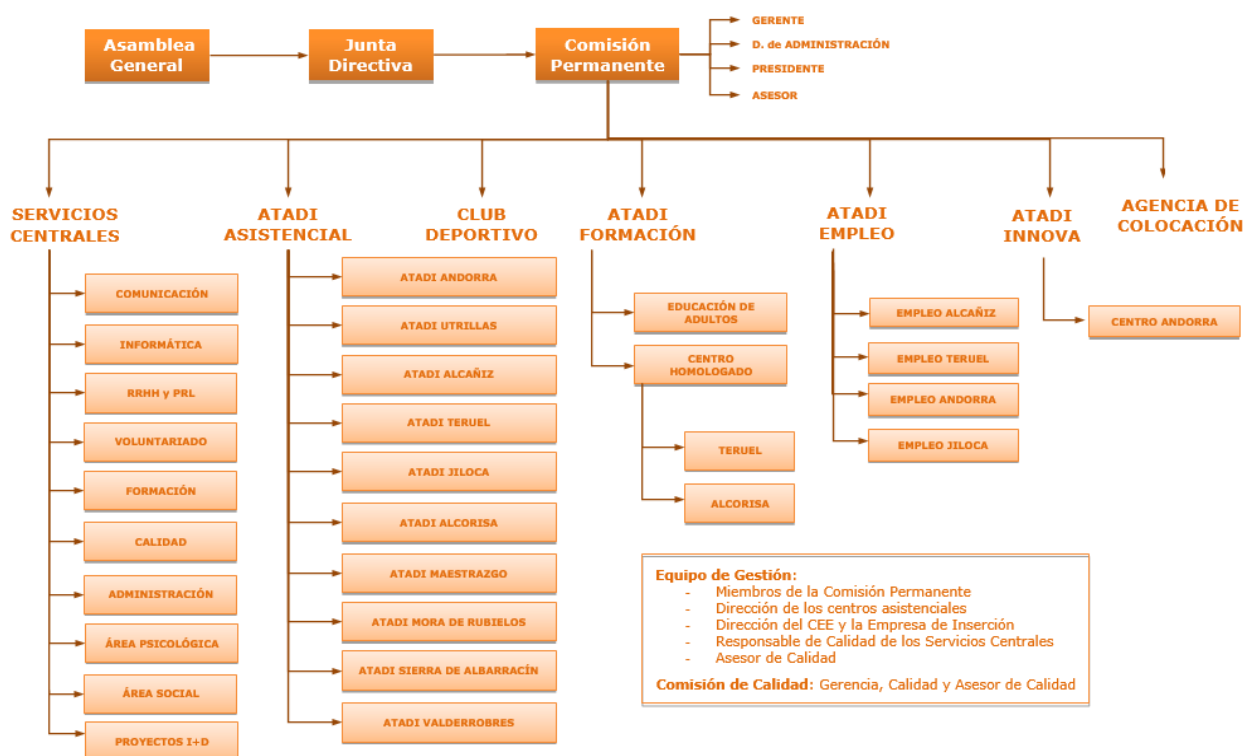 Asamblea
General
Junta
Directiva
Comisión
Permanente
GERENTE
D. de ADMINISTRACIÓN
PRESIDENTE
ASESOR
SERVICIOS
CENTRALES
COMUNICACIÓN
INFORMÁTICA
RRHH y PRL
VOLUNTARIADO
FORMACIÓN
CALIDAD
ADMINISTRACIÓN
ÁREA PSICOLÓGICA
ÁREA SOCIAL
PROYECTOS I+D
ATADI
ASISTENCIAL
ATADI ANDORRA
ATADI UTRILLAS
ATADI ALCAÑIZ
ATADI TERUEL
ATADI JILOCA
ATADI ALCORISA
ATADI MAESTRAZGO
ATADI MORA DE RUBIELOS
ATADI SIERRA DE ALBARRACÍN
ATADI VALDERROBRES
CLUB
DEPORTIVO
ATADI
FORMACIÓN
EDUCACIÓN DE
ADULTOS
CENTRO
HOMOLOGADO
TERUEL
ALCORISA
ATADI
EMPLEO
EMPLEO ALCAÑIZ
EMPLEO TERUEL
EMPLEO ANDORRA
EMPLEO JILOCA
ATADI
INNOVA
CENTRO ANDORRA
AGENCIA DE
COLOCACIÓN
Equipo de Gestión:
- Miembros de la Comisión Permanente
- Dirección de los centros asistenciales
- Dirección del CEE y la Empresa de Inserción
- Responsable de Calidad de los Servicios Centrales
- Asesor de Calidad
Comisión de Calidad: Gerencia, Calidad y Asesor de Calidad